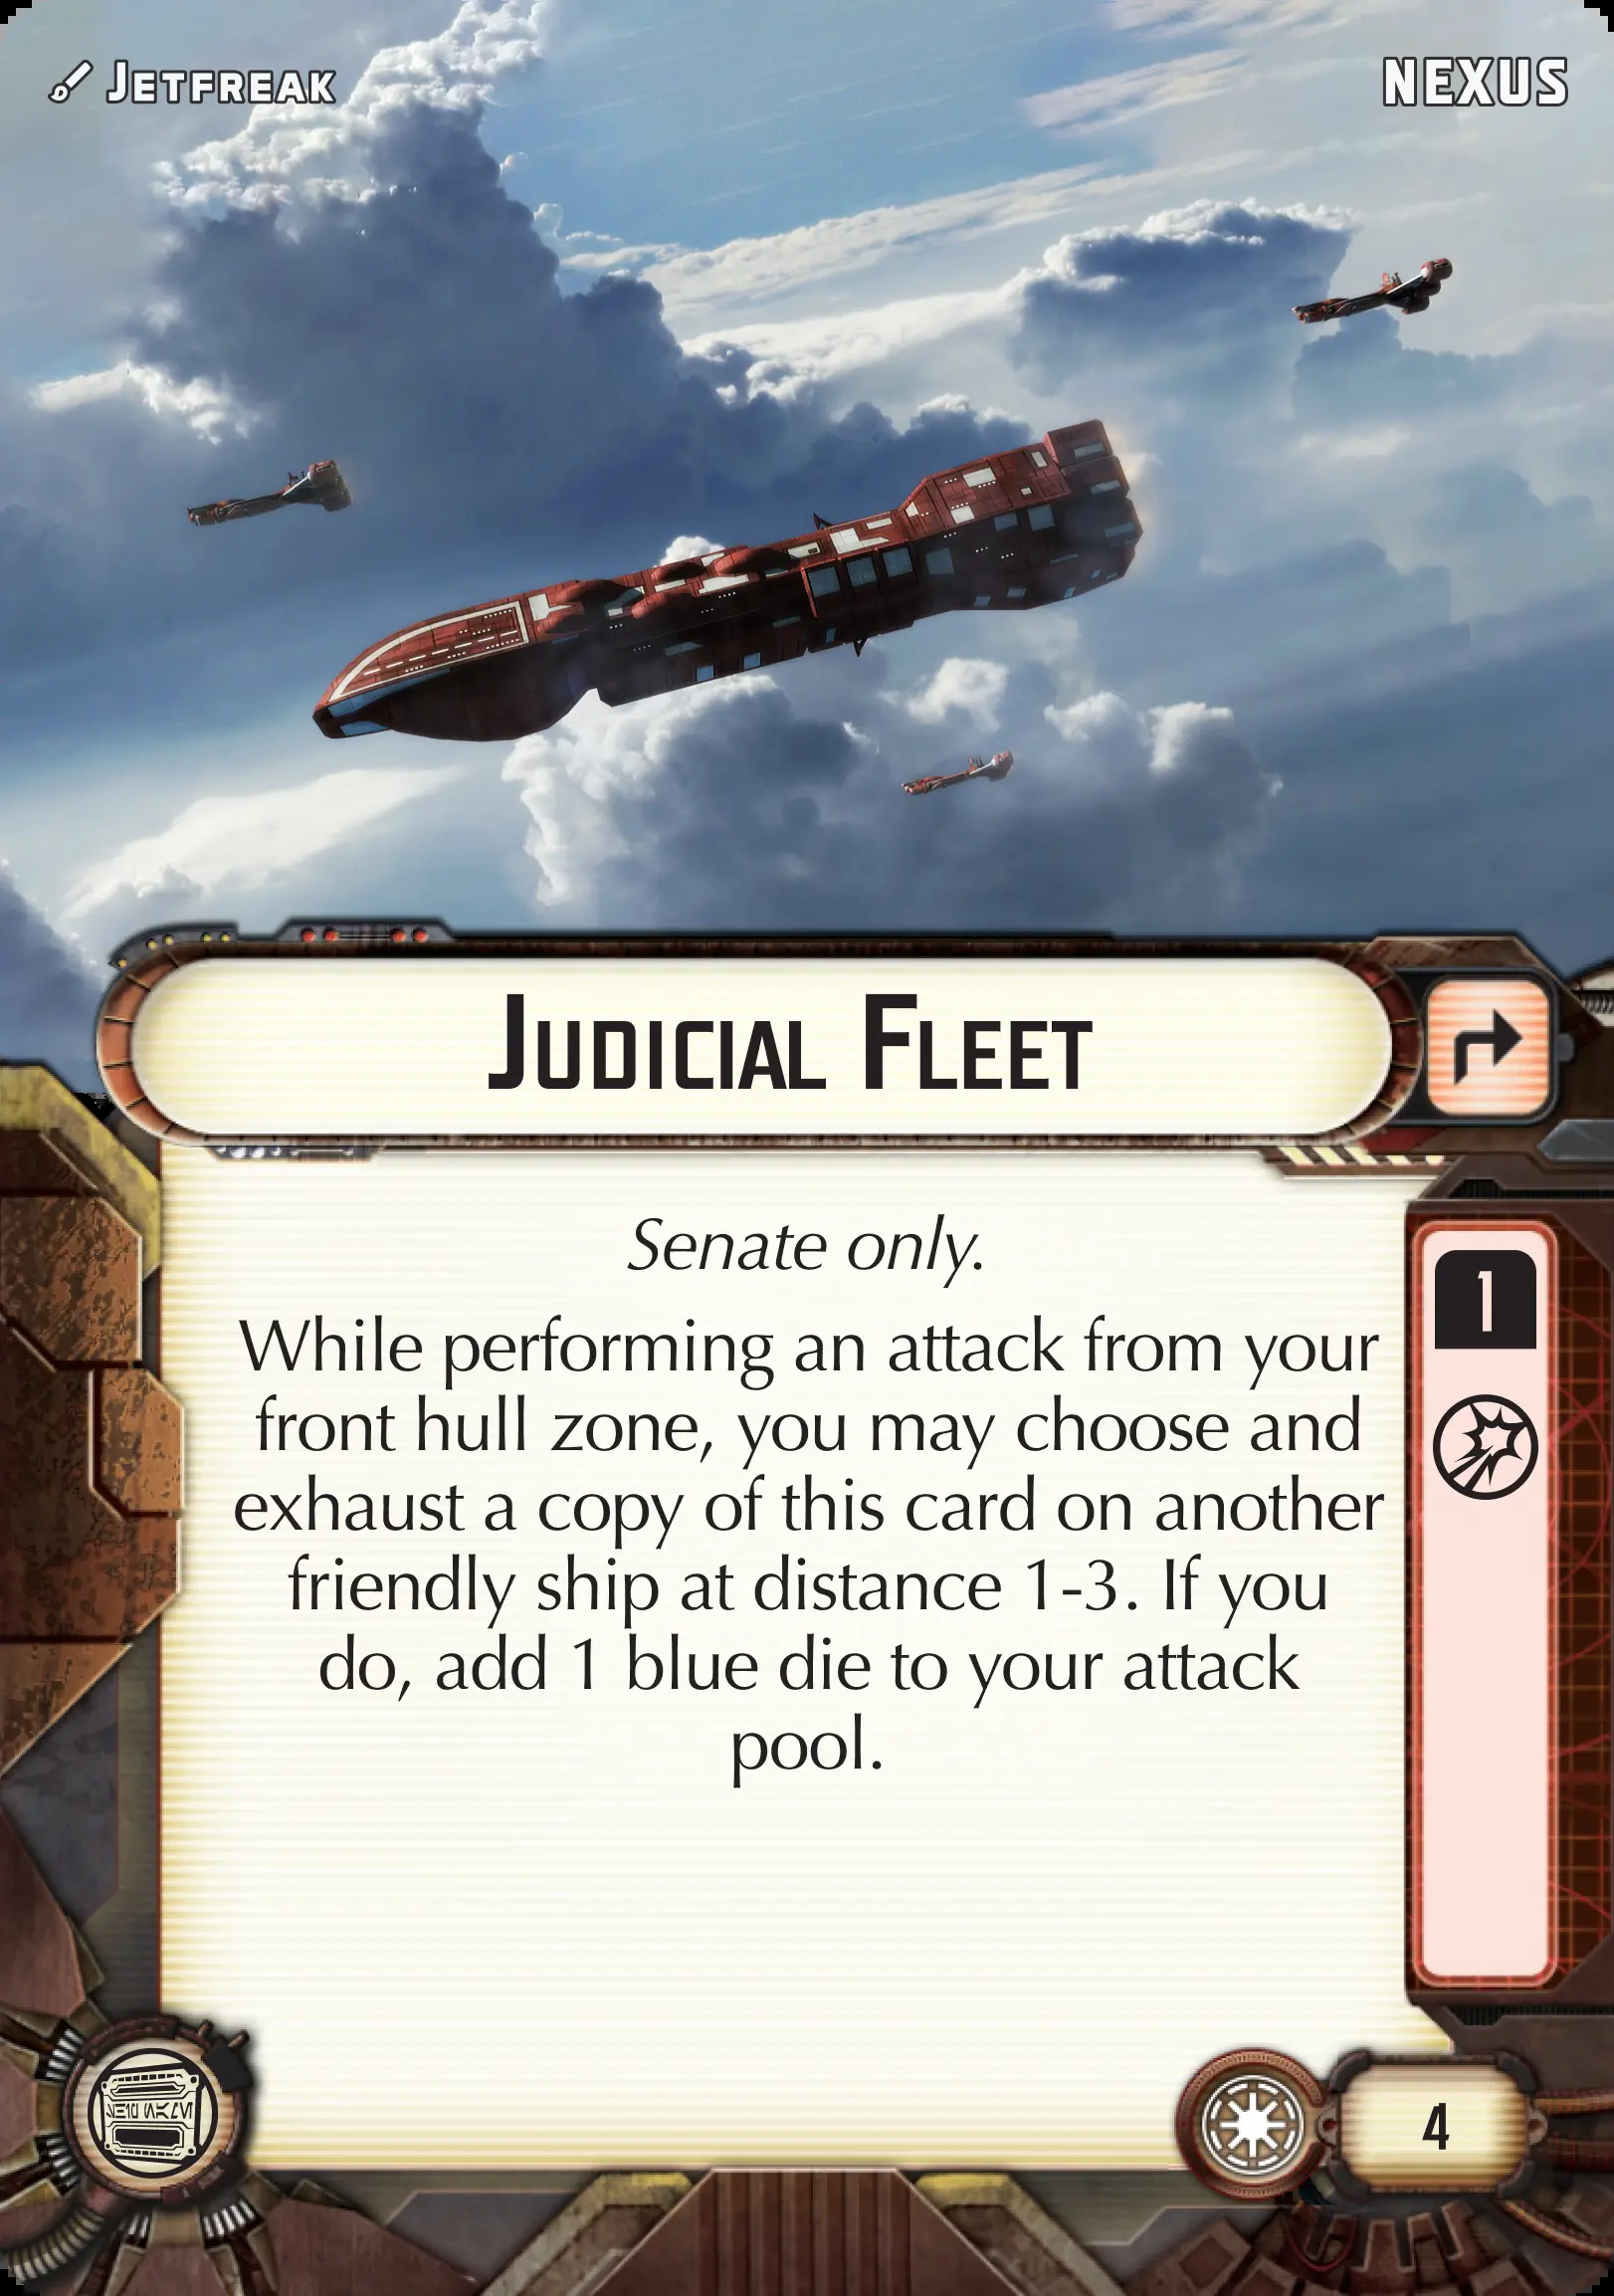 Jetfreak
NEXUS
Judicial Fleet
Senate only.
While performing an attack from your
front hull zone, you may choose and
exhaust a copy of this card on another
friendly ship at distance 1-3. If you
do, add 1 blue die to your attack
pool.
1
4